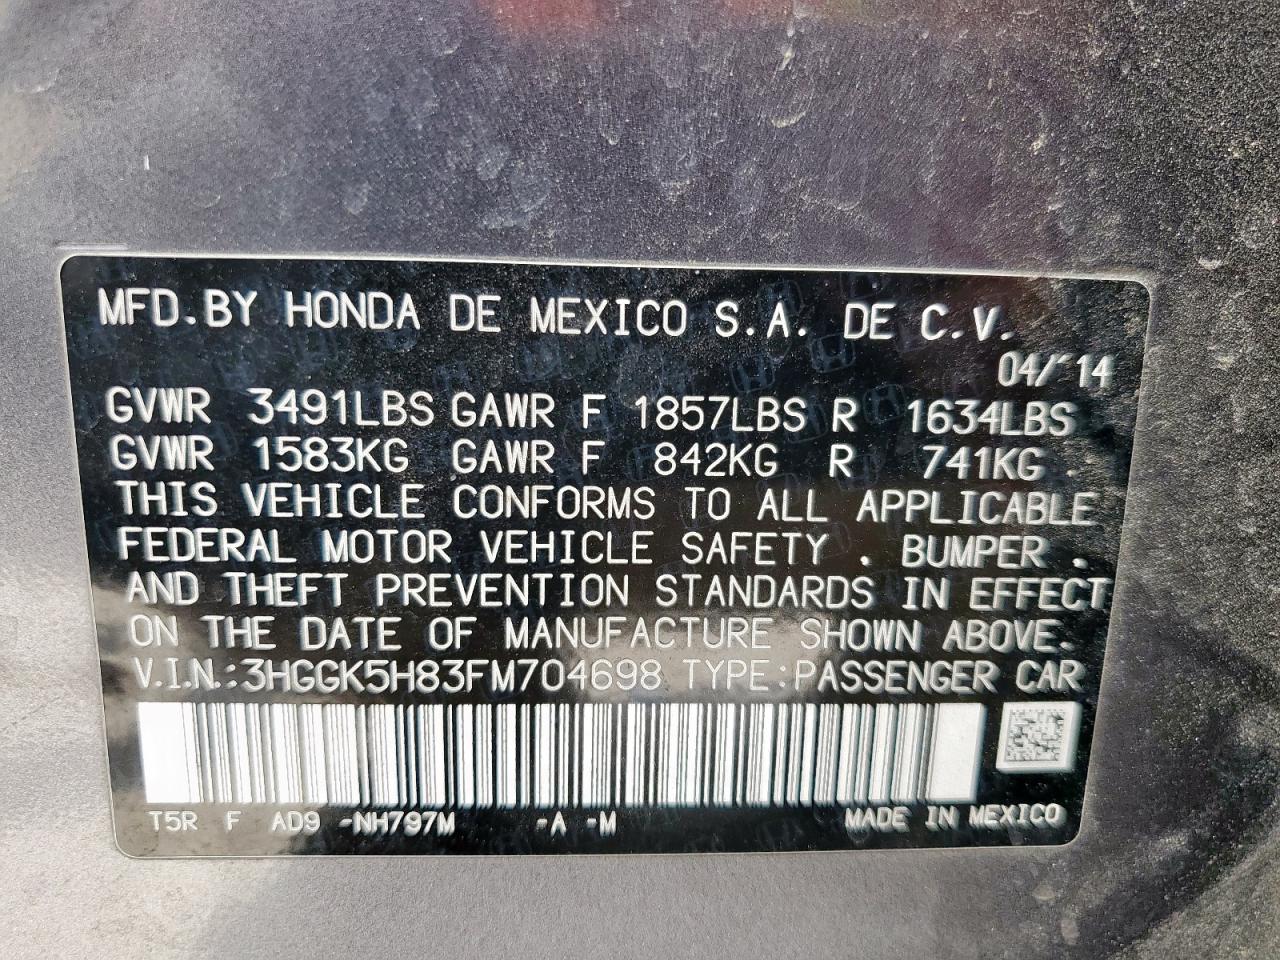 MFD.BY HONDA DE MEXICO S.A. DE C.V.
04/14
GVWR 3491LBS GAWR F 1857LBS R 1634LBS
GVWR 1583KG GAWR F 842KG R 741KG
THIS VEHICLE CONFORMS TO ALL APPLICABLE
FEDERAL MOTOR VEHICLE SAFETY . BUMPER .
AND THEFT PREVENTION STANDARDS IN EFFECT
ON THE DATE OF MANUFACTURE SHOWN ABOVE.
V.I.N.:3HGGK5H83FM704698 TYPE:PASSENGER CAR
T5R F AD9 -NH797M -A -M MADE IN MEXICO